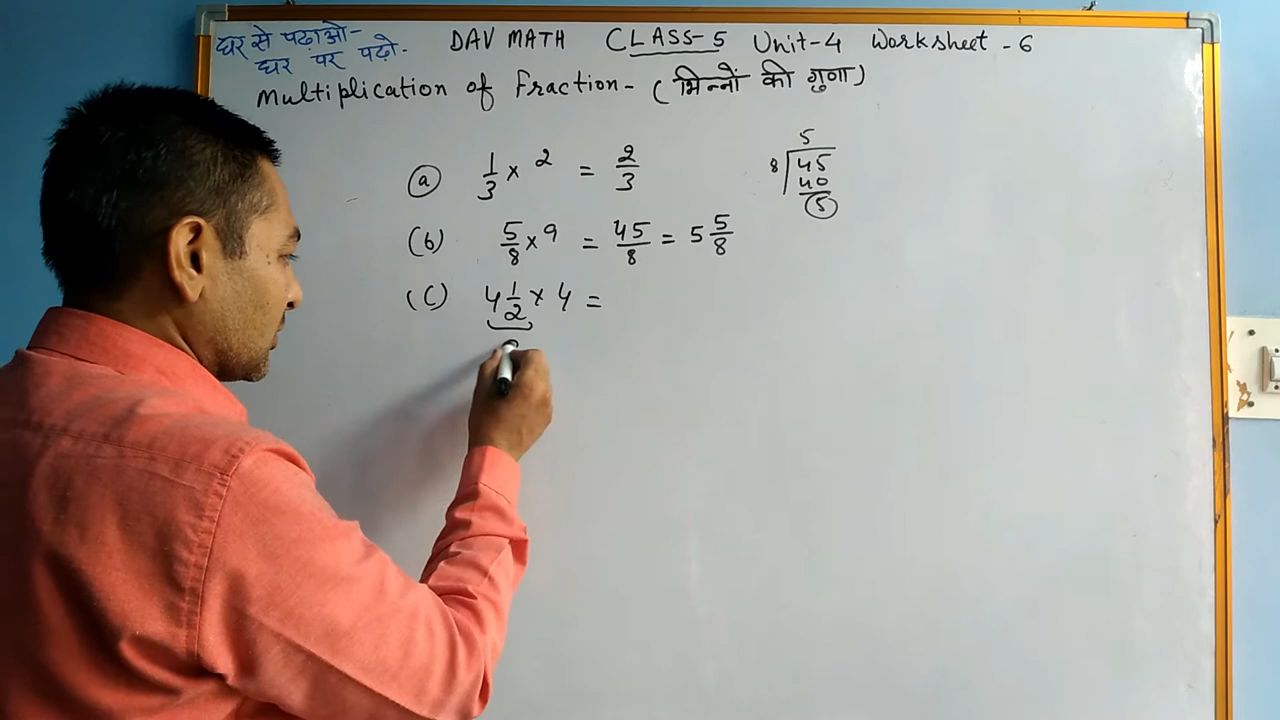 घर से पढाओ-
घर पर पढो.
DAV MATH CLASS-5 Unit-4 Worksheet - 6
Multiplication of Fraction - (भिन्नों की गुना)
(a) 1/3 × 2 = 2/3
(b) 5/8 × 9 = 45/8 = 5 5/8
(C) 4 1/2 × 4 =
5
8 45
40
5